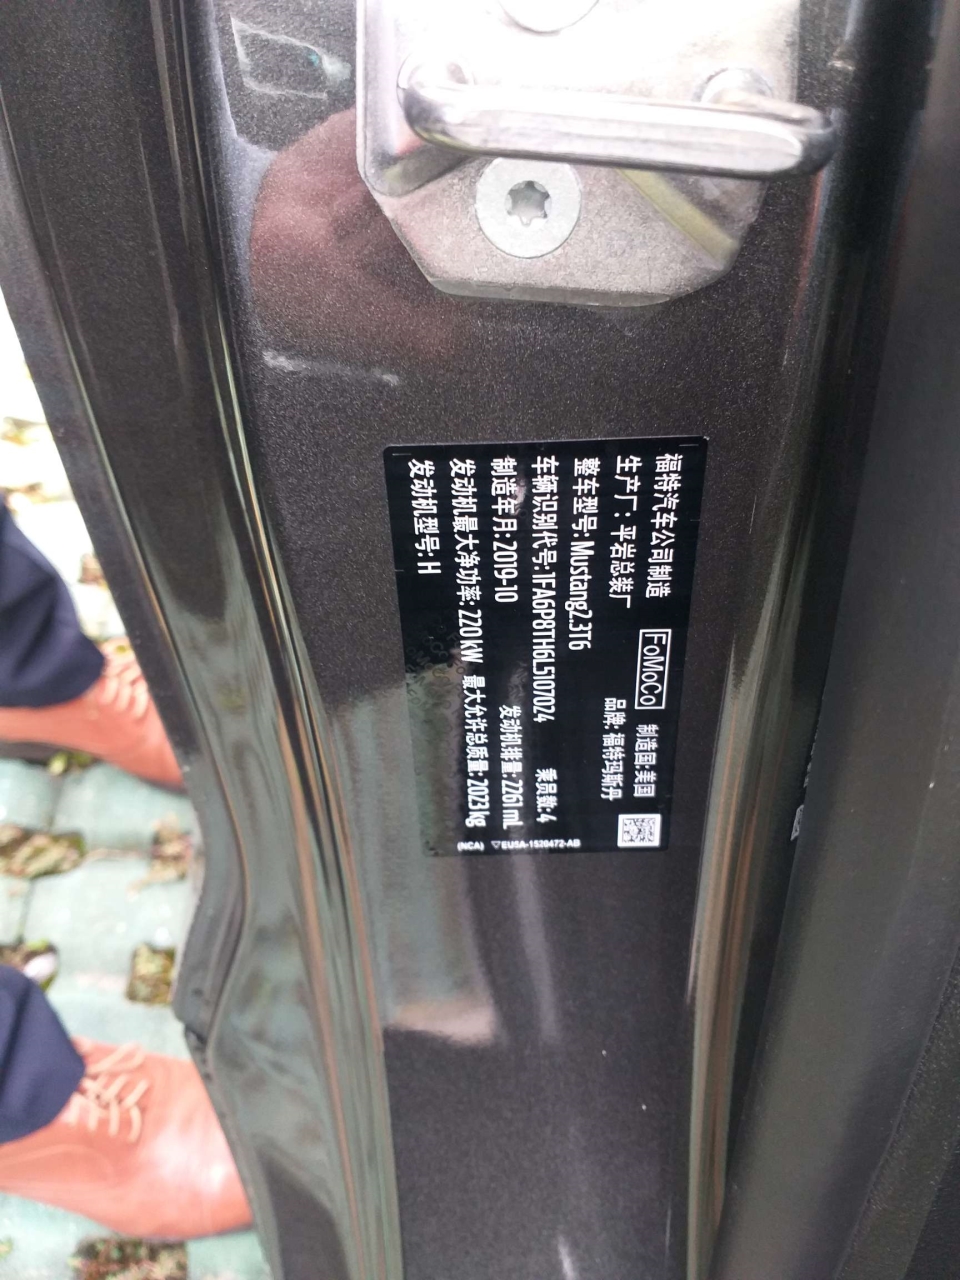 福特汽车公司制造 FoMoCo 制造国:美国
生产厂: 平岩总装厂 品牌: 福特玛斯丹
整车型号: Mustang2.3T6
车辆识别代号: 1FA6P8TH6L5107024 乘员数:4
制造年月: 2019-10 发动机排量: 2261 mL
发动机最大净功率: 220 kW 最大允许总质量: 2023kg
发动机型号: H
(NCA) ▽EU5A-1520472-AB